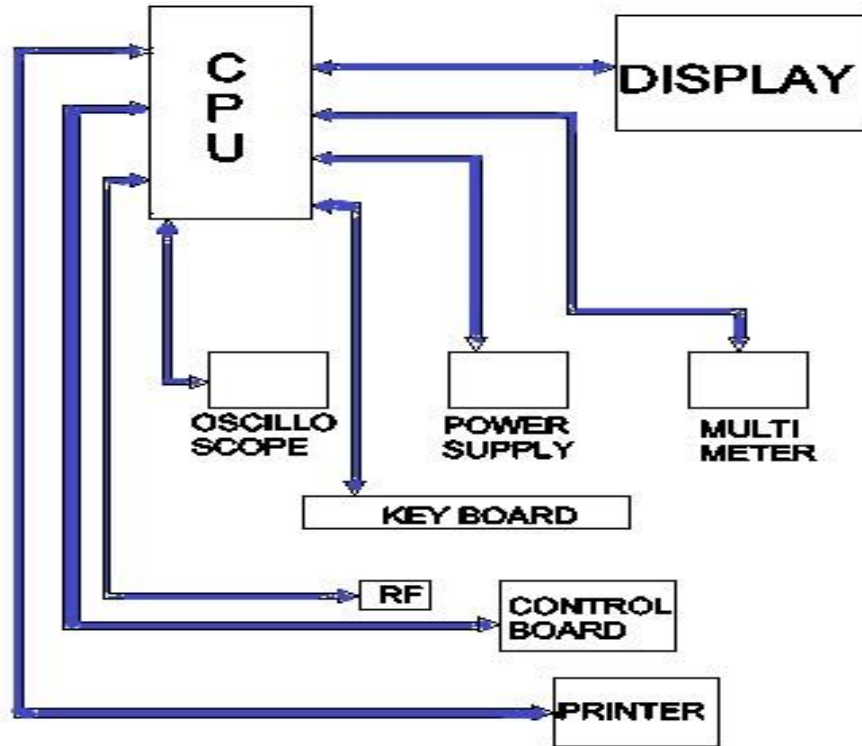 C
P
U
DISPLAY
OSCILLO
SCOPE
POWER
SUPPLY
MULTI
METER
KEY BOARD
RF
CONTROL
BOARD
PRINTER